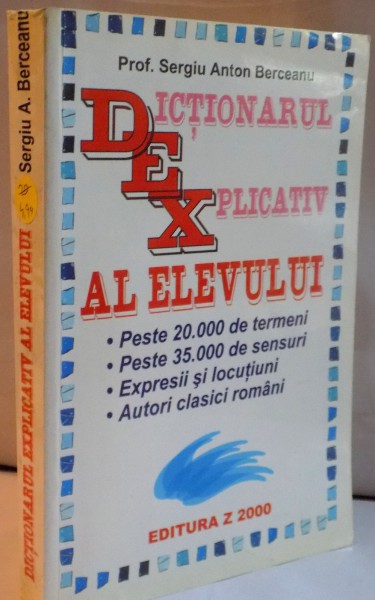 Prof. Sergiu Anton Berceanu
DICȚIONARUL
EXPLICATIV
AL ELEVULUI
• Peste 20.000 de termeni
• Peste 35.000 de sensuri
• Expresii și locuțiuni
• Autori clasici români
EDITURA Z 2000
DICȚIONARUL EXPLICATIV AL ELEVULUI
Sergiu A. Berceanu